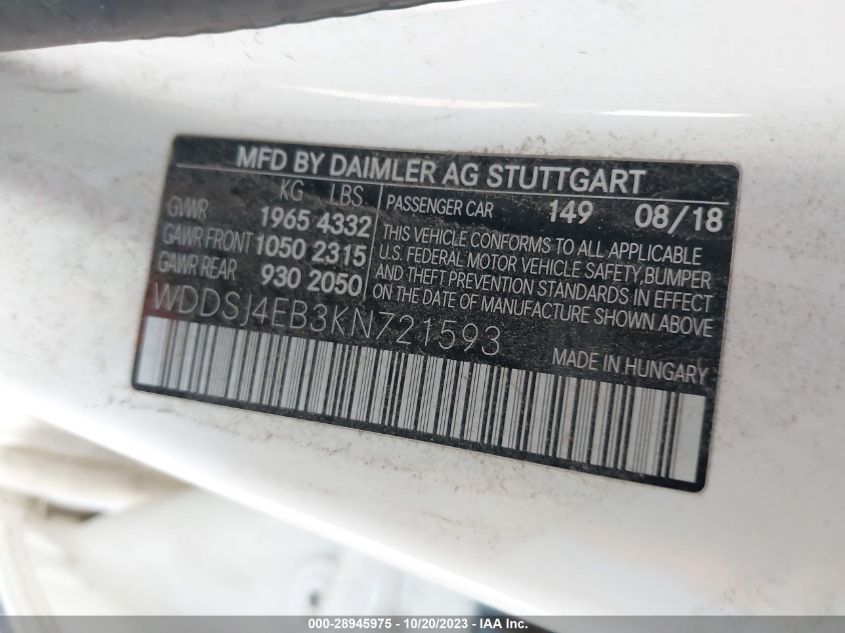 MFD BY DAIMLER AG STUTTGART
KG LBS
GVWR 1965 4332
GAWR FRONT 1050 2315
GAWR REAR 930 2050
PASSENGER CAR 149 08/18
THIS VEHICLE CONFORMS TO ALL APPLICABLE
U.S. FEDERAL MOTOR VEHICLE SAFETY, BUMPER
AND THEFT PREVENTION STANDARDS IN EFFECT
ON THE DATE OF MANUFACTURE SHOWN ABOVE.
WDDSJ4EB3KN721593
MADE IN HUNGARY
000-28945975 - 10/20/2023 - IAA Inc.